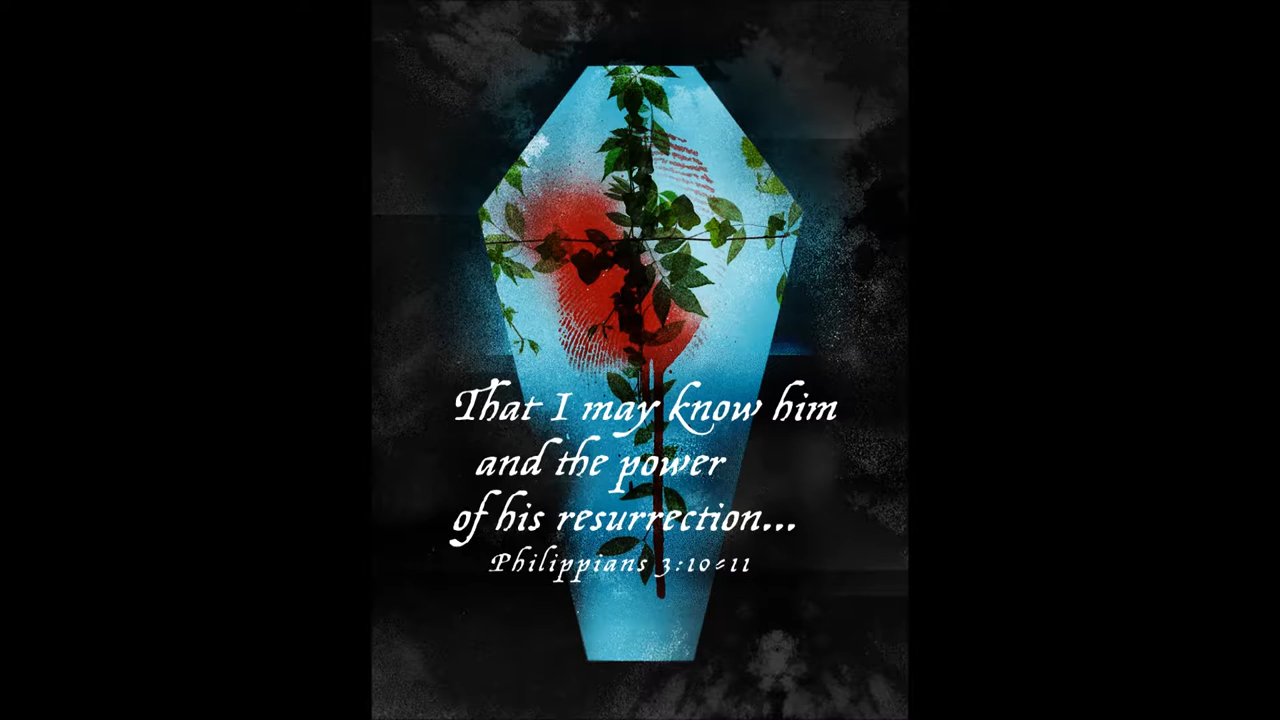 That I may know him
and the power
of his resurrection...
Philippians 3:10-11